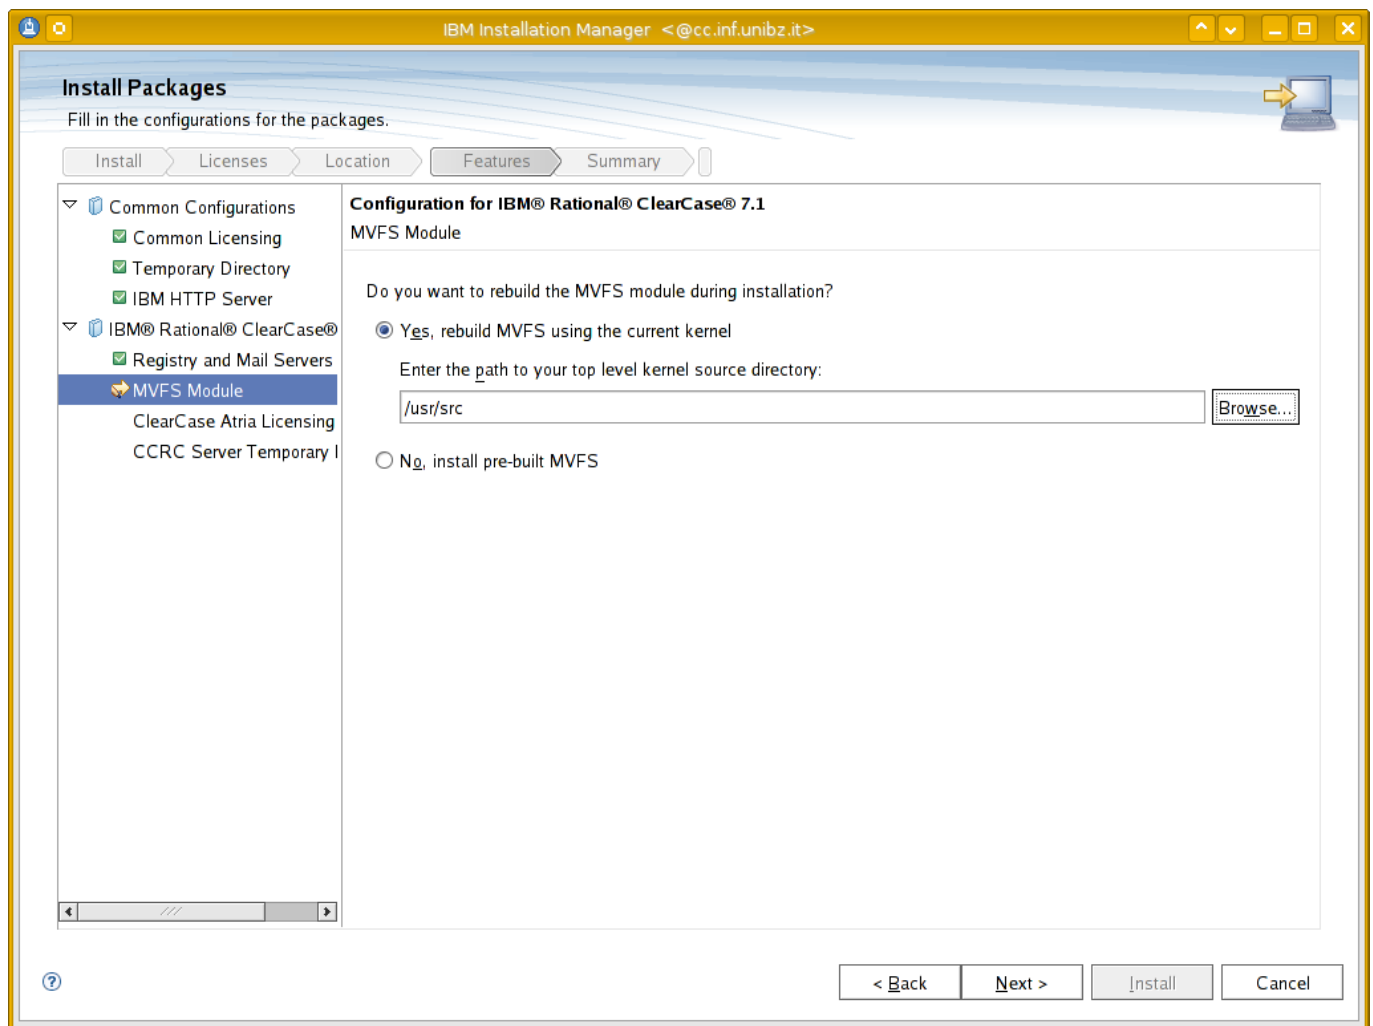 IBM Installation Manager <@cc.inf.unibz.it>
Install Packages
Fill in the configurations for the packages.
Install
Licenses
Location
Features
Summary
Common Configurations
Common Licensing
Temporary Directory
IBM HTTP Server
IBM® Rational® ClearCase®
Registry and Mail Servers
MVFS Module
ClearCase Atria Licensing
CCRC Server Temporary
Configuration for IBM® Rational® ClearCase® 7.1
MVFS Module
Do you want to rebuild the MVFS module during installation?
Yes, rebuild MVFS using the current kernel
Enter the path to your top level kernel source directory:
/usr/src
Browse...
No, install pre-built MVFS
?
< Back
Next >
Install
Cancel